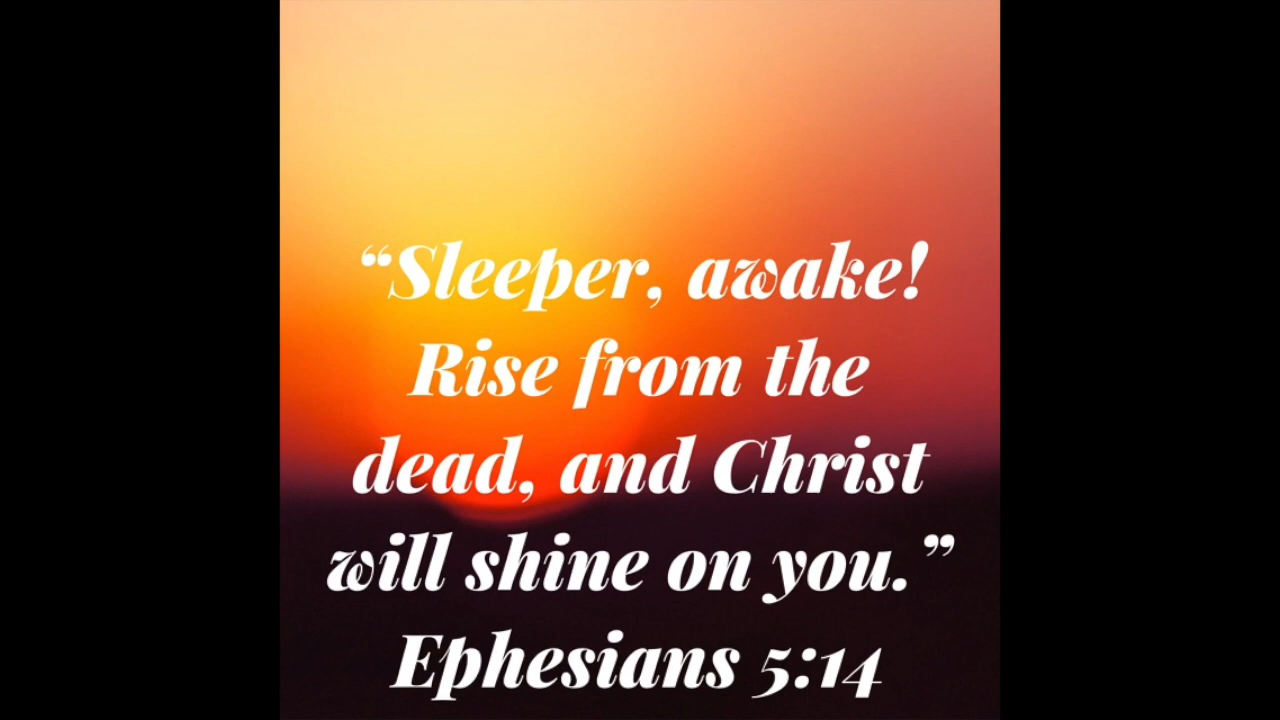 “Sleeper, awake!
Rise from the
dead, and Christ
will shine on you.”
Ephesians 5:14